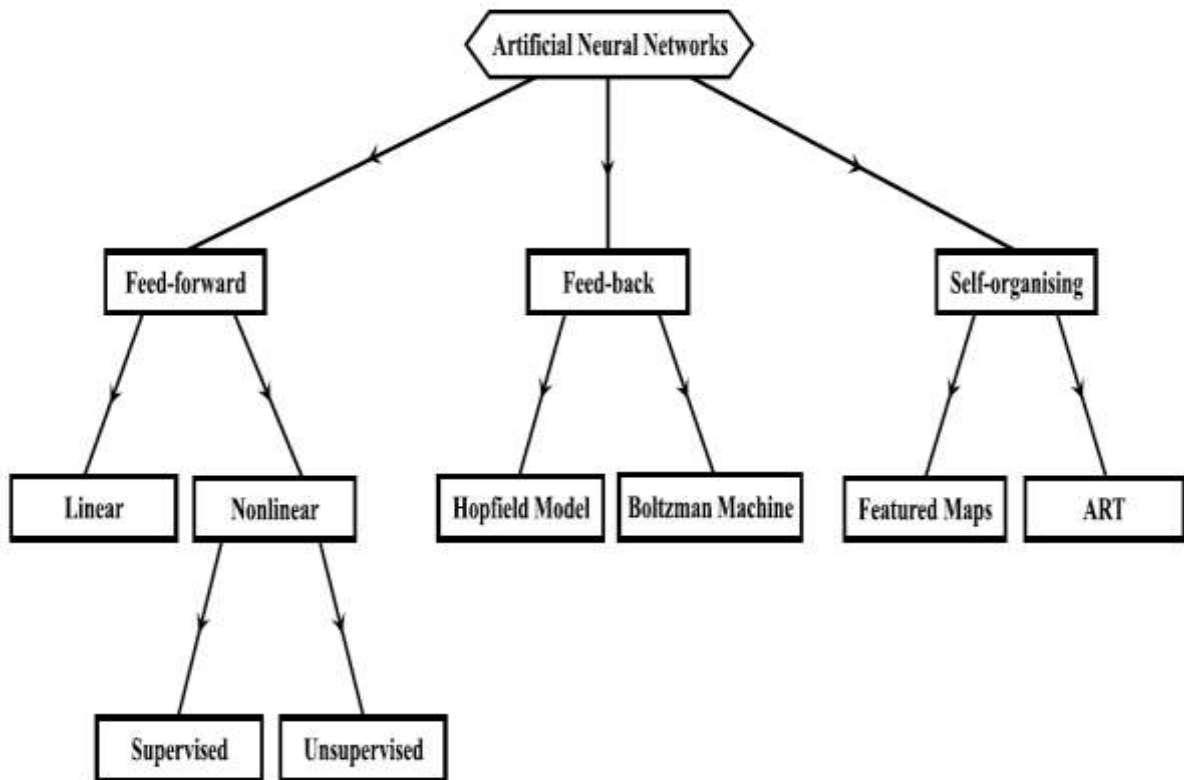 Artificial Neural Networks
Feed-forward
Feed-back
Self-organising
Linear
Nonlinear
Hopfield Model
Boltzman Machine
Featured Maps
ART
Supervised
Unsupervised